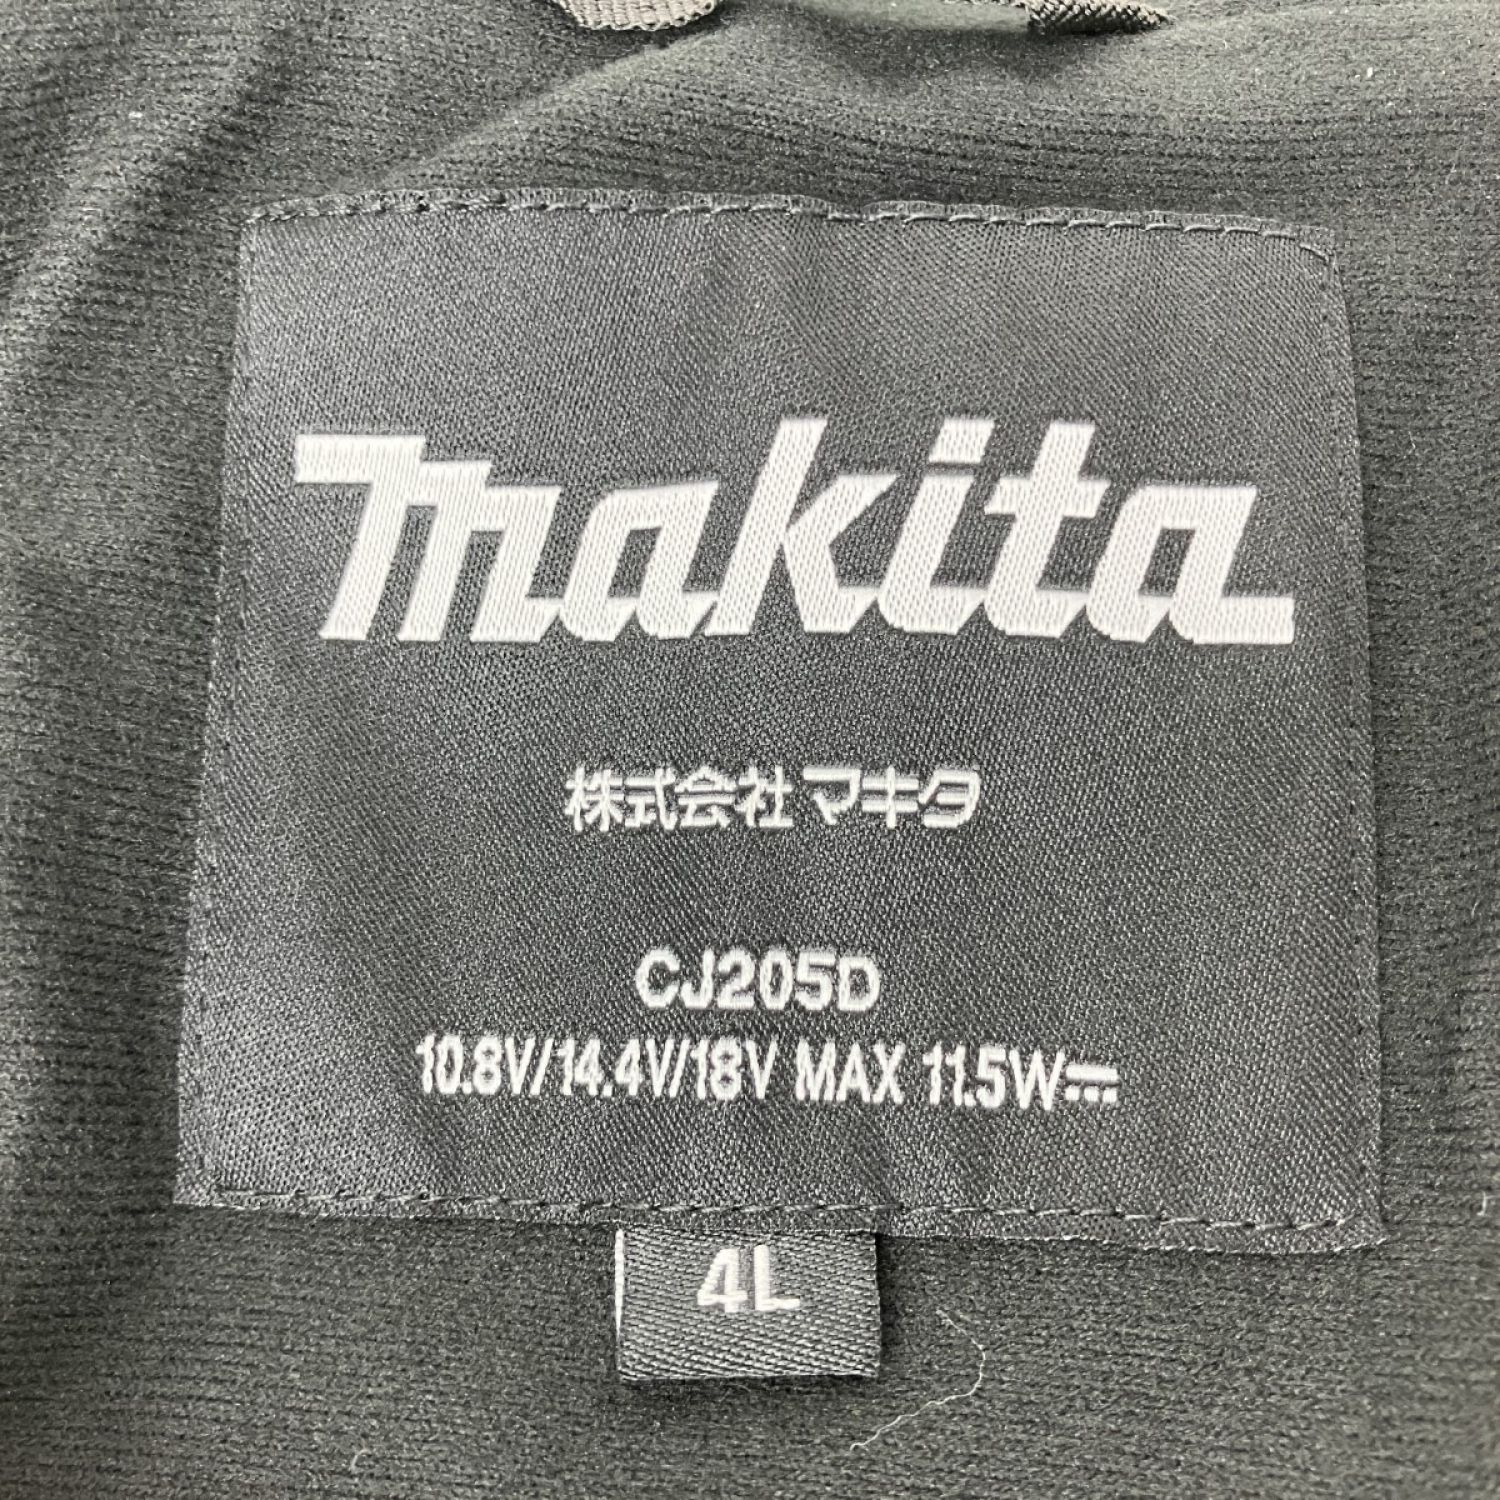 makita
株式会社マキタ
CJ205D
10.8V/14.4V/18V MAX 11.5W⎓
4L